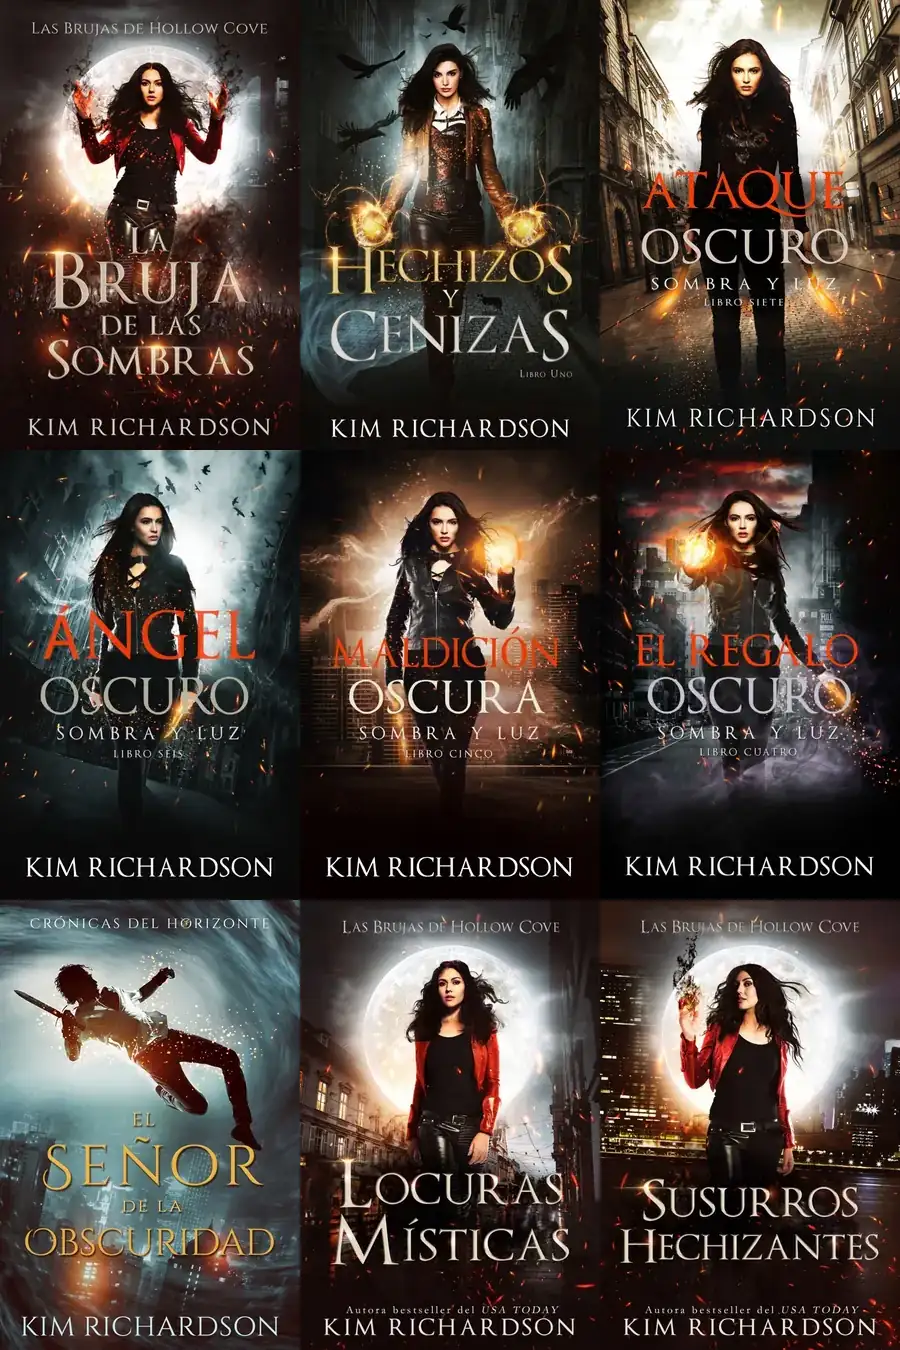 LAS BRUJAS DE HOLLOW COVE
LA
BRUJA
DE LAS
SOMBRAS
KIM RICHARDSON
HECHIZOS
Y
CENIZAS
LIBRO UNO
KIM RICHARDSON
ATAQUE
OSCURO
SOMBRA Y LUZ
LIBRO SIETE
KIM RICHARDSON
ÁNGEL
OSCURO
SOMBRA Y LUZ
LIBRO SEIS
KIM RICHARDSON
MALDICIÓN
OSCURA
SOMBRA Y LUZ
LIBRO CINCO
KIM RICHARDSON
EL REGALO
OSCURO
SOMBRA Y LUZ
LIBRO CUATRO
KIM RICHARDSON
CRÓNICAS DEL HORIZONTE
EL
SEÑOR
DE LA
OBSCURIDAD
KIM RICHARDSON
LAS BRUJAS DE HOLLOW COVE
LOCURAS
MÍSTICAS
Autora bestseller del USA TODAY
KIM RICHARDSON
LAS BRUJAS DE HOLLOW COVE
SUSURROS
HECHIZANTES
Autora bestseller del USA TODAY
KIM RICHARDSON